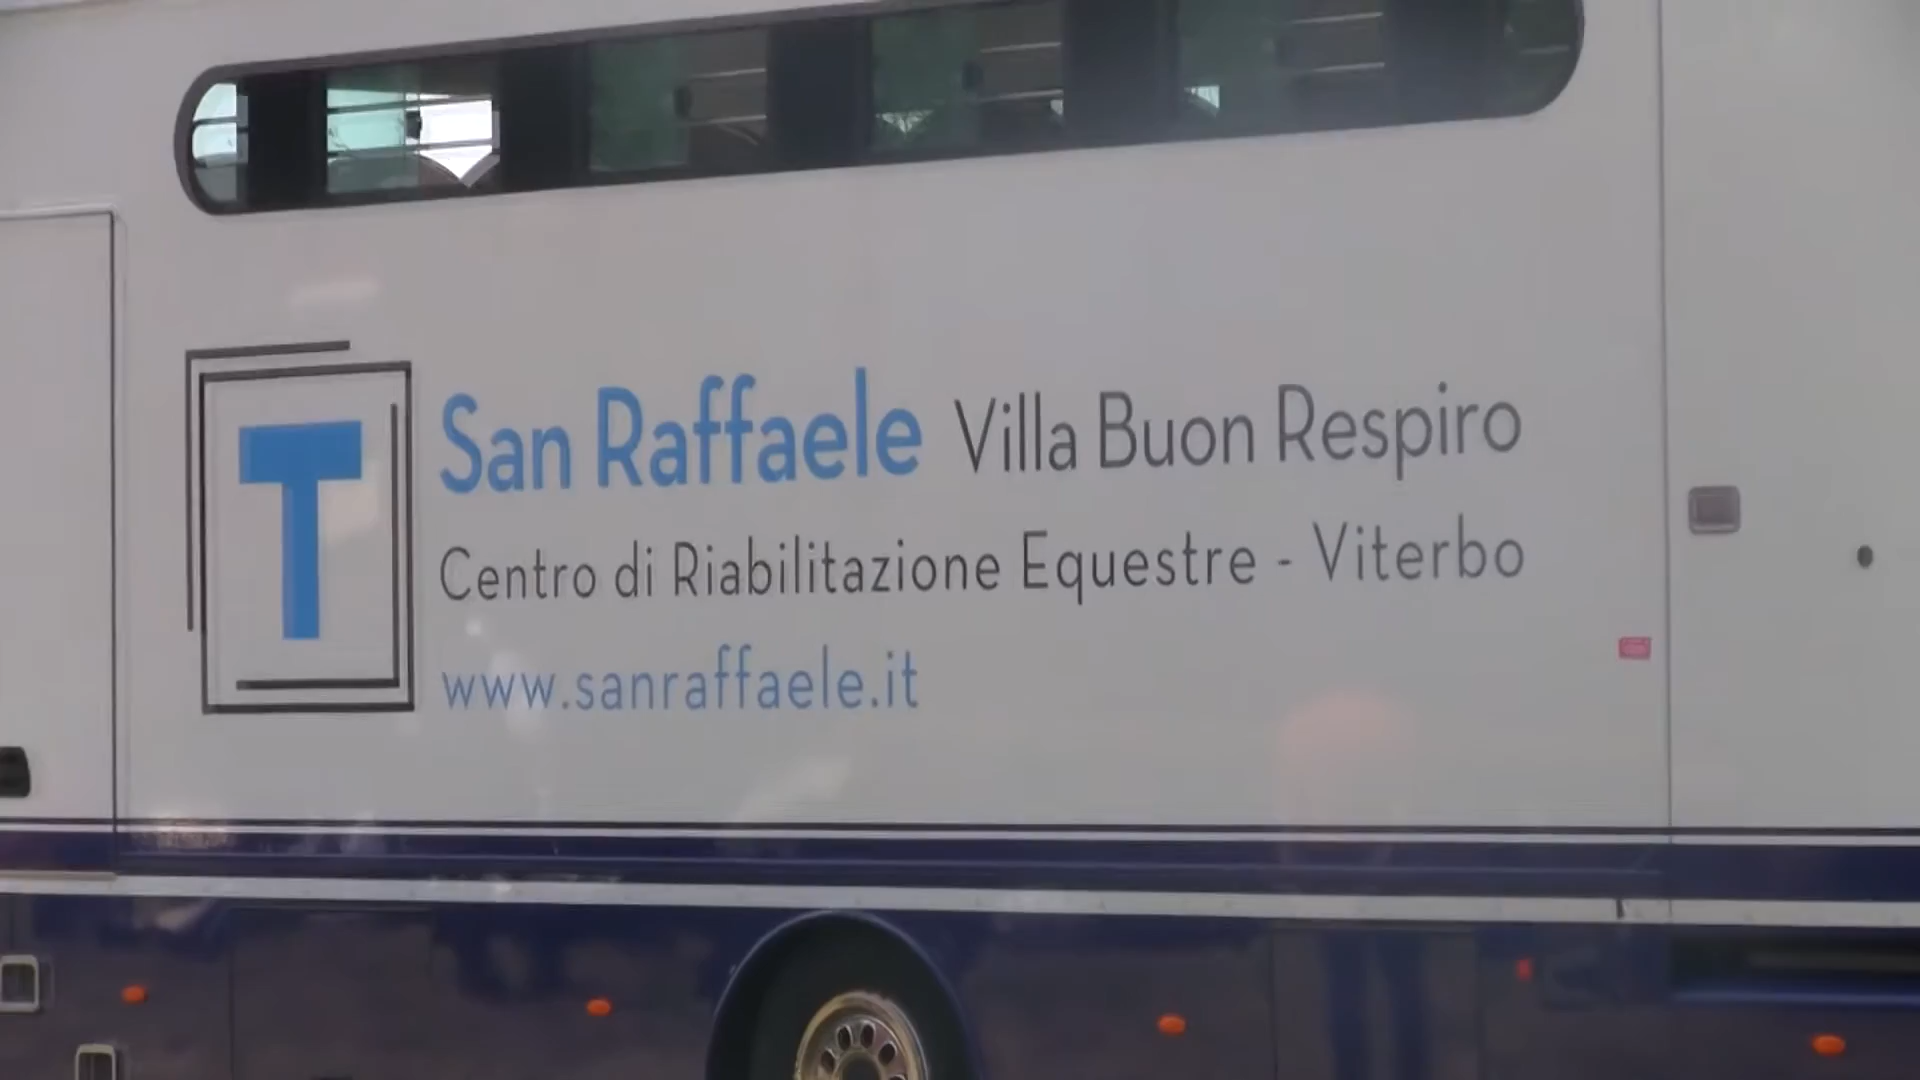 T
San Raffaele Villa Buon Respiro
Centro di Riabilitazione Equestre - Viterbo
www.sanraffaele.it